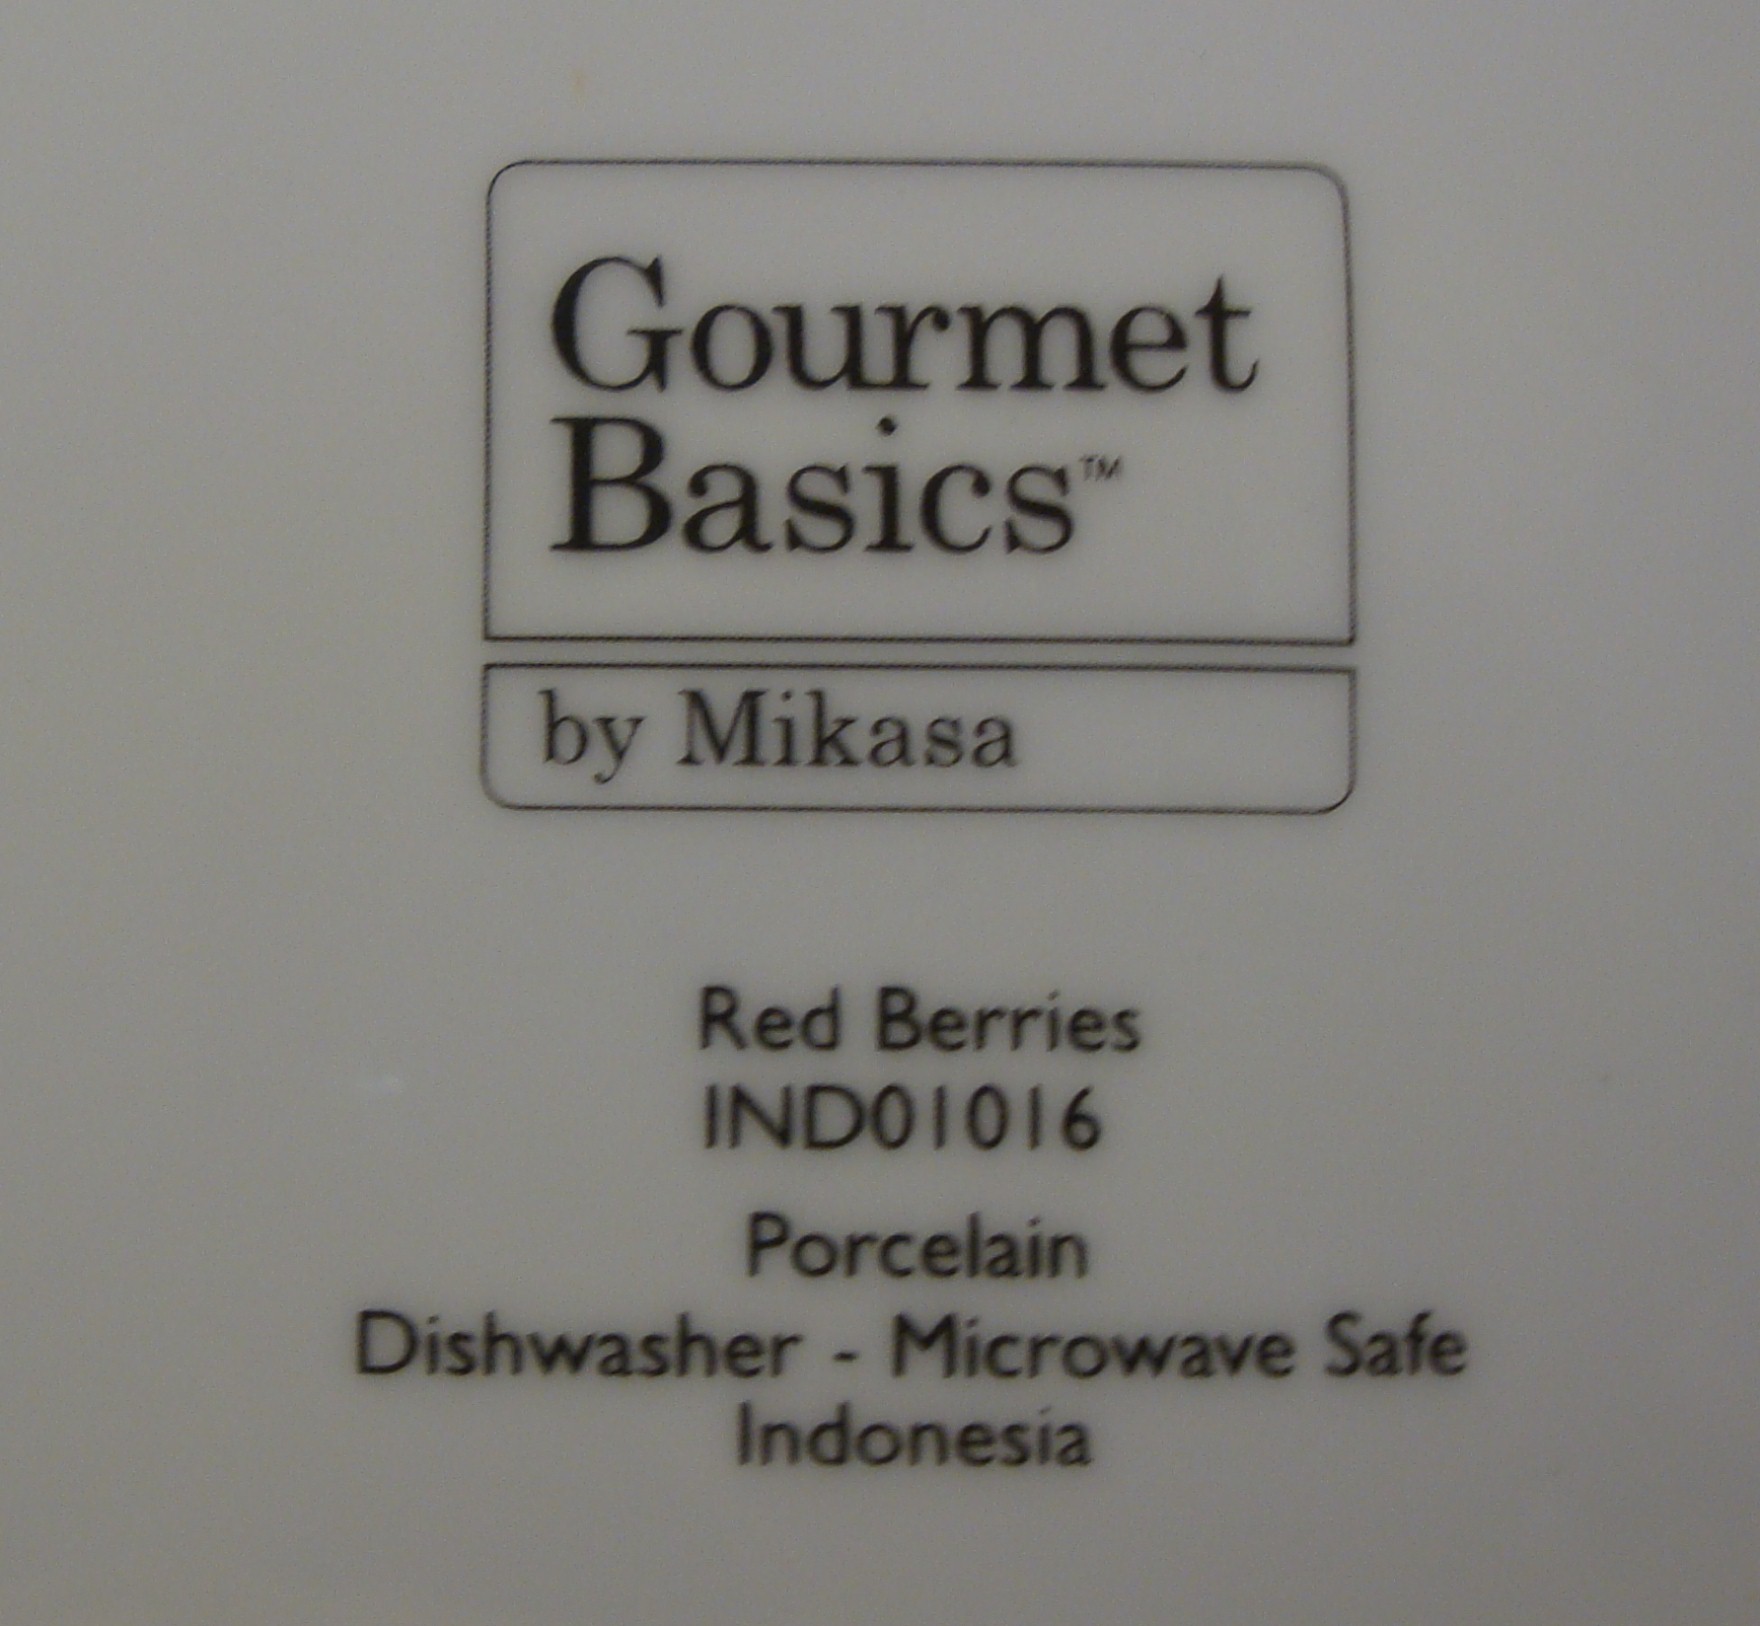 Gourmet
Basics™
by Mikasa
Red Berries
IND01016
Porcelain
Dishwasher - Microwave Safe
Indonesia